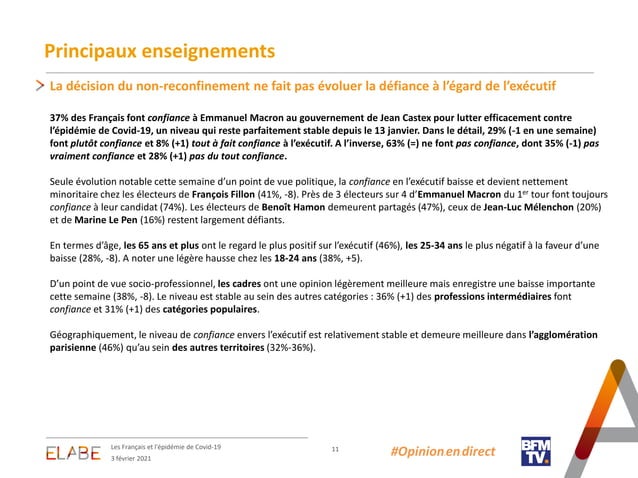 Principaux enseignements
La décision du non-reconfinement ne fait pas évoluer la défiance à l’égard de l’exécutif
37% des Français font confiance à Emmanuel Macron au gouvernement de Jean Castex pour lutter efficacement contre
l’épidémie de Covid-19, un niveau qui reste parfaitement stable depuis le 13 janvier. Dans le détail, 29% (-1 en une semaine)
font plutôt confiance et 8% (+1) tout à fait confiance à l’exécutif. A l’inverse, 63% (=) ne font pas confiance, dont 35% (-1) pas
vraiment confiance et 28% (+1) pas du tout confiance.
Seule évolution notable cette semaine d’un point de vue politique, la confiance en l’exécutif baisse et devient nettement
minoritaire chez les électeurs de François Fillon (41%, -8). Près de 3 électeurs sur 4 d’Emmanuel Macron du 1er tour font toujours
confiance à leur candidat (74%). Les électeurs de Benoît Hamon demeurent partagés (47%), ceux de Jean-Luc Mélenchon (20%)
et de Marine Le Pen (16%) restent largement défiants.
En termes d’âge, les 65 ans et plus ont le regard le plus positif sur l’exécutif (46%), les 25-34 ans le plus négatif à la faveur d’une
baisse (28%, -8). A noter une légère hausse chez les 18-24 ans (38%, +5).
D’un point de vue socio-professionnel, les cadres ont une opinion légèrement meilleure mais enregistre une baisse importante
cette semaine (38%, -8). Le niveau est stable au sein des autres catégories : 36% (+1) des professions intermédiaires font
confiance et 31% (+1) des catégories populaires.
Géographiquement, le niveau de confiance envers l’exécutif est relativement stable et demeure meilleure dans l’agglomération
parisienne (46%) qu’au sein des autres territoires (32%-36%).
ELABE
Les Français et l'épidémie de Covid-19
3 février 2021
11
#Opinionendirect
BFM
TV.